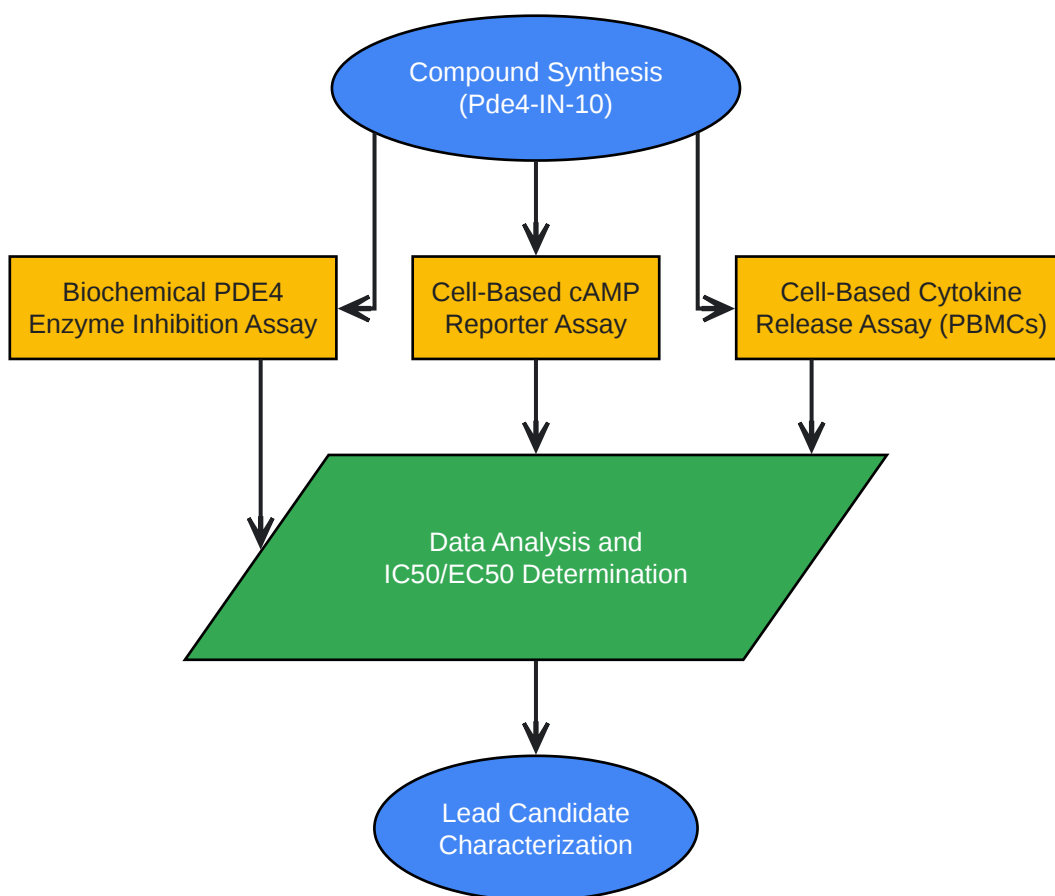 Compound Synthesis
(Pde4-IN-10)
Biochemical PDE4
Enzyme Inhibition Assay
Cell-Based cAMP
Reporter Assay
Cell-Based Cytokine
Release Assay (PBMCs)
Data Analysis and
IC50/EC50 Determination
Lead Candidate
Characterization